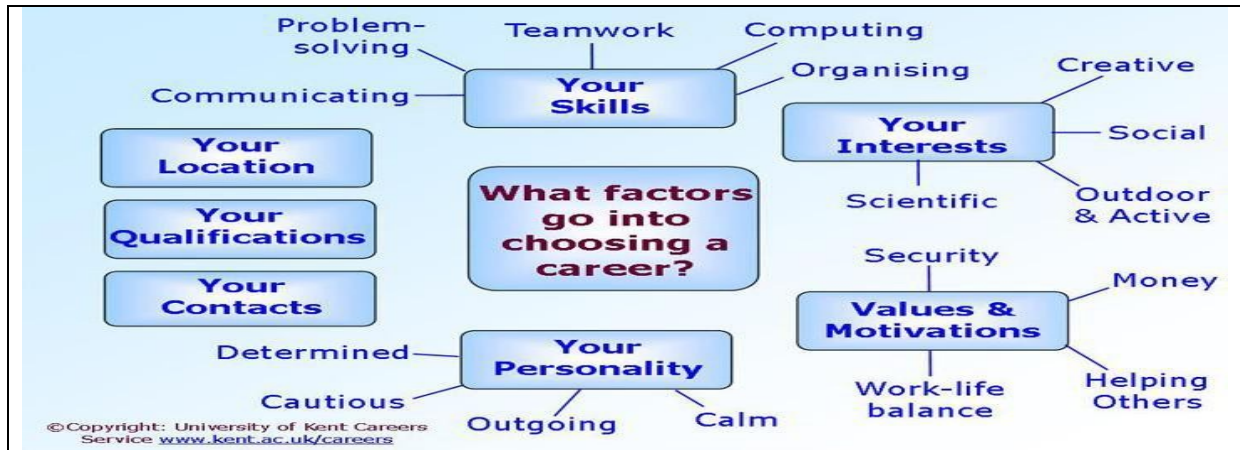 Problem-
solving
Teamwork
Computing
Communicating
Your
Skills
Organising
Your
Location
Your
Qualifications
Your
Contacts
What factors
go into
choosing a
career?
Creative
Your
Interests
Social
Scientific
Outdoor
& Active
Security
Money
Values &
Motivations
Work-life
balance
Helping
Others
Determined
Your
Personality
Cautious
Outgoing
Calm
©Copyright: University of Kent Careers
Service www.kent.ac.uk/careers